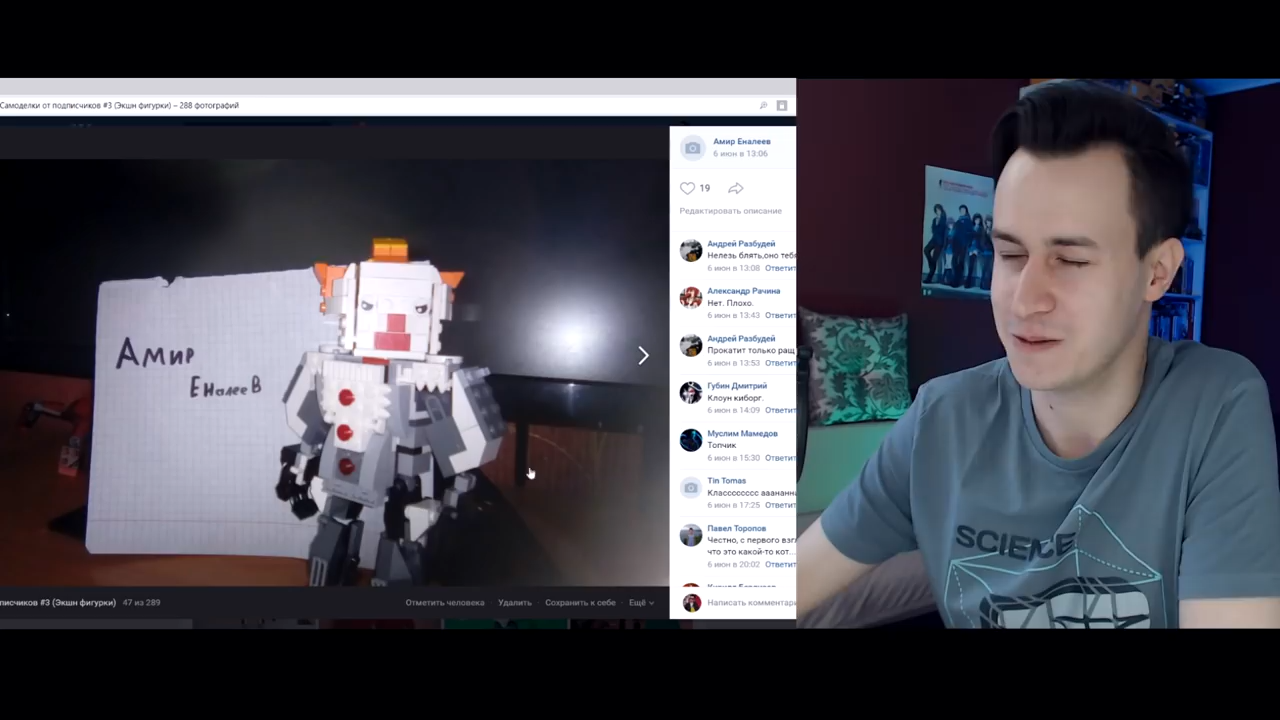 Самоделки от подписчиков #3 (Экшн фигурки) – 288 фотографий
Амир
Еналеев
Амир Еналеев
6 июн в 13:06
19
Редактировать описание
Андрей Разбудей
Нелезь блять,оно тебя
6 июн в 13:08 Ответит
Александр Рачина
Нет. Плохо.
6 июн в 13:43 Ответит
Андрей Разбудей
Прокатит только ращ
6 июн в 13:53 Ответит
Губин Дмитрий
Клоун киборг.
6 июн в 14:09 Ответит
Муслим Мамедов
Топчик
6 июн в 15:30 Ответит
Tin Tomas
Классссссс ааананна
6 июн в 17:25 Ответит
Павел Торопов
Честно, с первого взгл
что это какой-то кот...
6 июн в 20:02 Ответит
Написать комментари
писчиков #3 (Экшн фигурки) 47 из 289
Отметить человека Удалить Сохранить к себе Ещё
SCIENCE